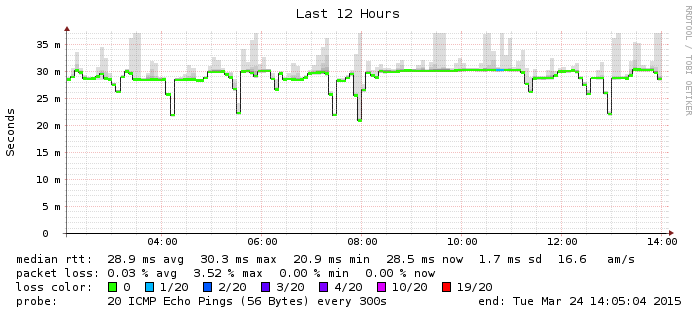 Last 12 Hours
RRDTOOL / TOBI OETIKER
Seconds
35 m
30 m
25 m
20 m
15 m
10 m
5 m
0
04:00 06:00 08:00 10:00 12:00 14:00
median rtt: 28.9 ms avg 30.3 ms max 20.9 ms min 28.5 ms now 1.7 ms sd 16.6 am/s
packet loss: 0.03 % avg 3.52 % max 0.00 % min 0.00 % now
loss color: 0 1/20 2/20 3/20 4/20 10/20 19/20
probe: 20 ICMP Echo Pings (56 Bytes) every 300s end: Tue Mar 24 14:05:04 2015